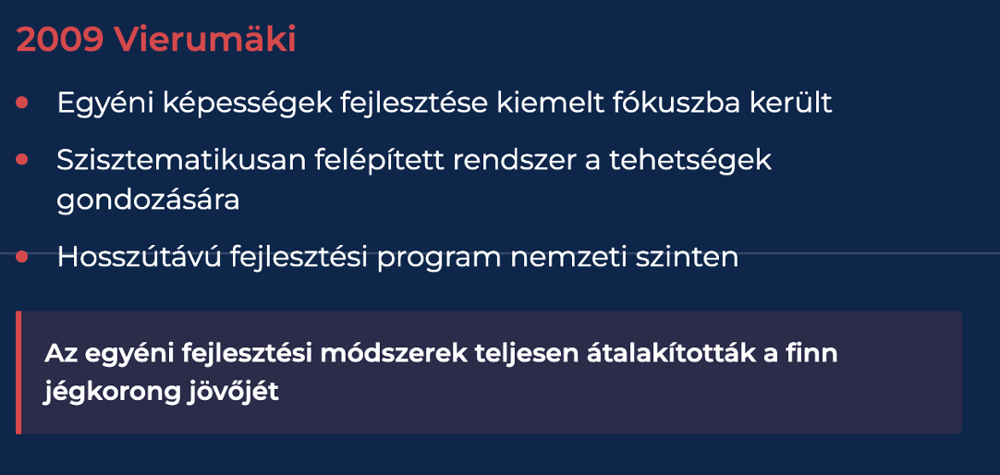 2009 Vierumäki
Egyéni képességek fejlesztése kiemelt fókuszba került
Szisztematikusan felépített rendszer a tehetségek
gondozására
Hosszútávú fejlesztési program nemzeti szinten
Az egyéni fejlesztési módszerek teljesen átalakították a finn
jégkorong jövőjét